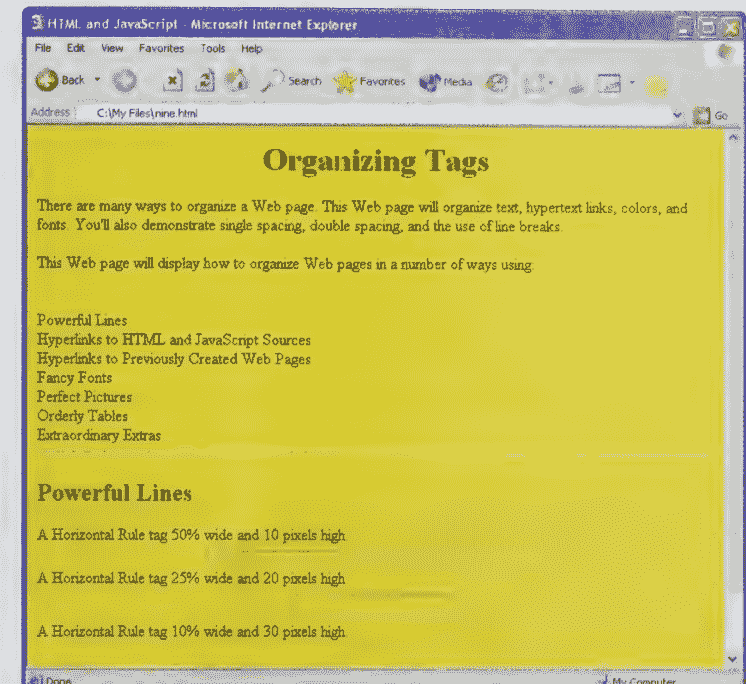 HTML and JavaScript - Microsoft Internet Explorer
File Edit View Favorites Tools Help
Back Search Favorites Media
Address C:\My Files\nine.html Go
Organizing Tags
There are many ways to organize a Web page. This Web page will organize text, hypertext links, colors, and
fonts. You'll also demonstrate single spacing, double spacing, and the use of line breaks.
This Web page will display how to organize Web pages in a number of ways using:
Powerful Lines
Hyperlinks to HTML and JavaScript Sources
Hyperlinks to Previously Created Web Pages
Fancy Fonts
Perfect Pictures
Orderly Tables
Extraordinary Extras
Powerful Lines
A Horizontal Rule tag 50% wide and 10 pixels high
A Horizontal Rule tag 25% wide and 20 pixels high
A Horizontal Rule tag 10% wide and 30 pixels high
Done My Computer